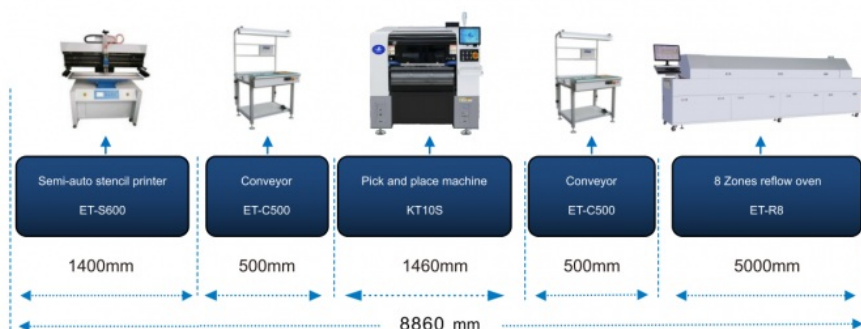 Semi-auto stencil printer
ET-S600
Conveyor
ET-C500
Pick and place machine
KT10S
Conveyor
ET-C500
8 Zones reflow oven
ET-R8
1400mm
500mm
1460mm
500mm
5000mm
8860 mm